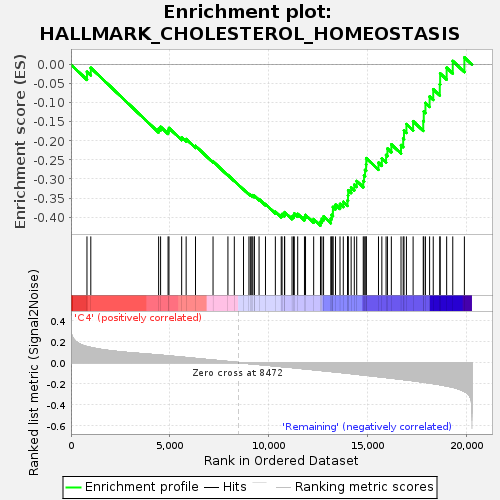 Enrichment plot:
HALLMARK_CHOLESTEROL_HOMEOSTASIS
Enrichment score (ES)
0.00
-0.05
-0.10
-0.15
-0.20
-0.25
-0.30
-0.35
-0.40
'C4' (positively correlated)
Ranked list metric (Signal2Noise)
0.4
0.2
0.0
-0.2
-0.4
-0.6
Zero cross at 8472
'Remaining' (negatively correlated)
0
5,000
10,000
15,000
20,000
Rank in Ordered Dataset
Enrichment profile
Hits
Ranking metric scores